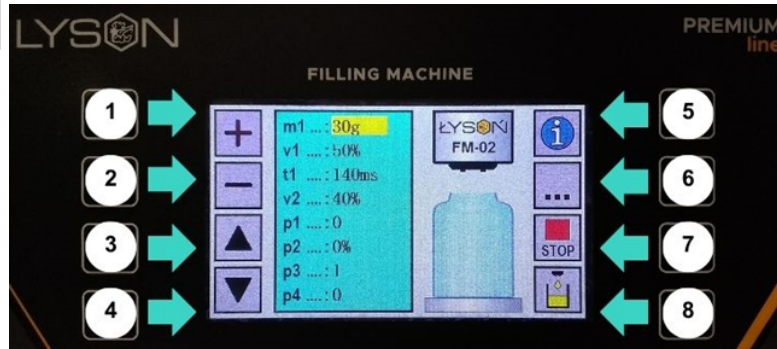 LYSON
PREMIUM
line
FILLING MACHINE
1
2
3
4
m1 ....: 30g
v1 ....: 50%
t1 ....: 140ms
v2 ....: 40%
p1 ....: 0
p2 ....: 0%
p3 ....: 1
p4 ....: 0
ŁYSON
FM-02
i
...
STOP
5
6
7
8